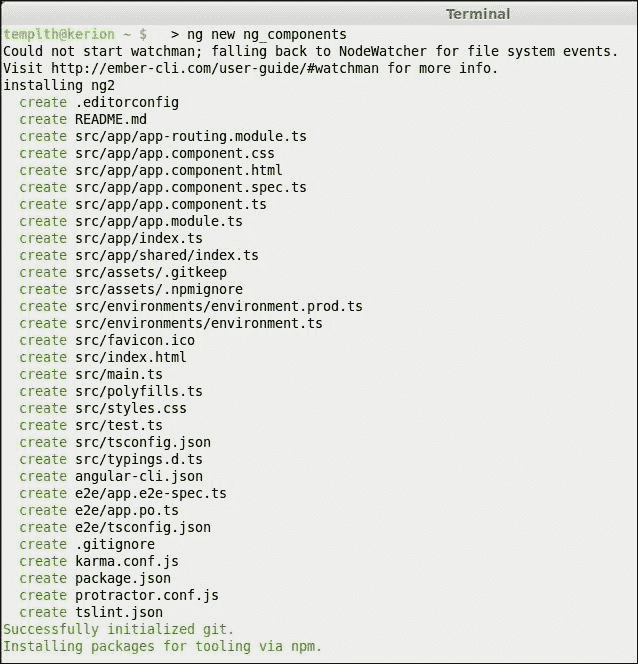 Terminal
templth@kerion ~ $ > ng new ng_components
Could not start watchman; falling back to NodeWatcher for file system events.
Visit http://ember-cli.com/user-guide/#watchman for more info.
installing ng2
create .editorconfig
create README.md
create src/app/app-routing.module.ts
create src/app/app.component.css
create src/app/app.component.html
create src/app/app.component.spec.ts
create src/app/app.component.ts
create src/app/app.module.ts
create src/app/index.ts
create src/app/shared/index.ts
create src/assets/.gitkeep
create src/assets/.npmignore
create src/environments/environment.prod.ts
create src/environments/environment.ts
create src/favicon.ico
create src/index.html
create src/main.ts
create src/polyfills.ts
create src/styles.css
create src/test.ts
create src/tsconfig.json
create src/typings.d.ts
create angular-cli.json
create e2e/app.e2e-spec.ts
create e2e/app.po.ts
create e2e/tsconfig.json
create .gitignore
create karma.conf.js
create package.json
create protractor.conf.js
create tslint.json
Successfully initialized git.
Installing packages for tooling via npm.